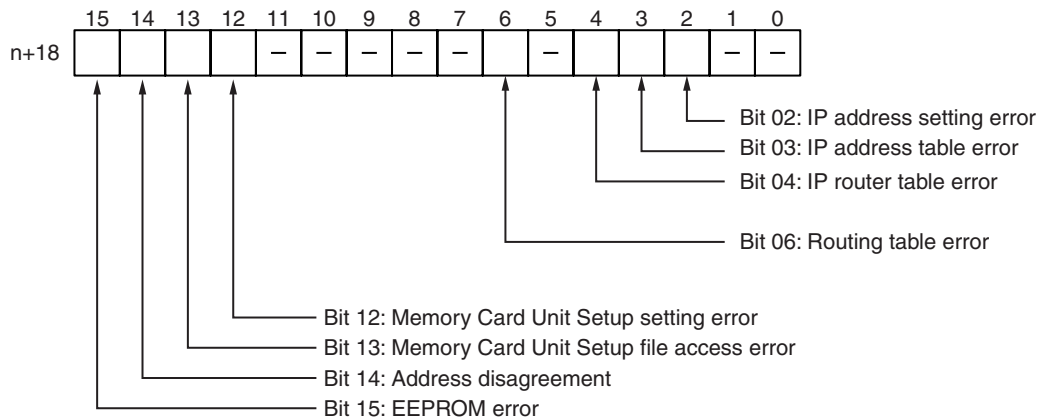 15 14 13 12 11 10 9 8 7 6 5 4 3 2 1 0
n+18 – – – – – – – –
Bit 02: IP address setting error
Bit 03: IP address table error
Bit 04: IP router table error
Bit 06: Routing table error
Bit 12: Memory Card Unit Setup setting error
Bit 13: Memory Card Unit Setup file access error
Bit 14: Address disagreement
Bit 15: EEPROM error